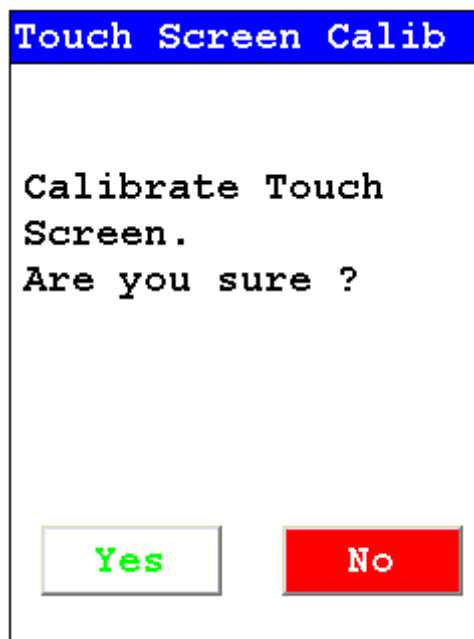 Touch Screen Calib
Calibrate Touch
Screen.
Are you sure ?
Yes
No